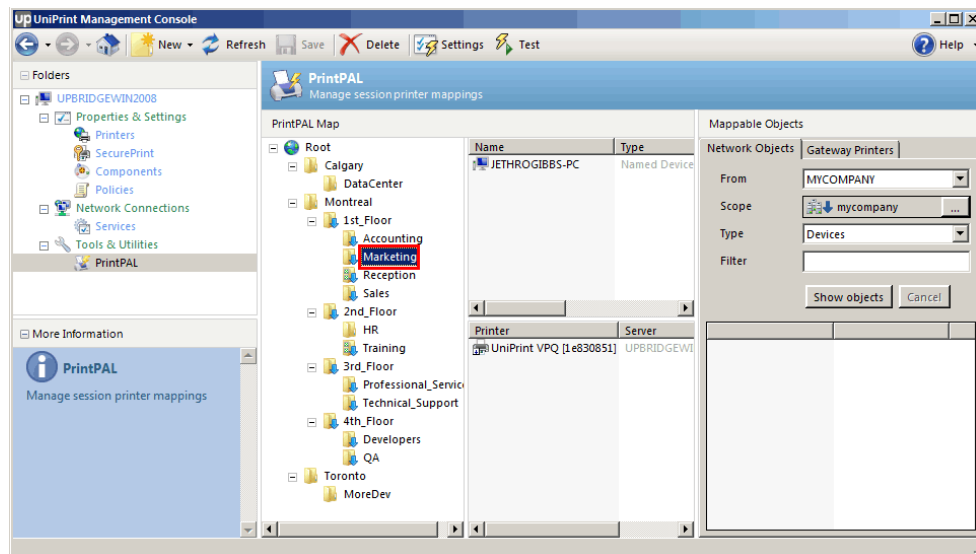 up UniPrint Management Console
New Refresh Save Delete Settings Test Help
Folders
UPBRIDGEWIN2008
Properties & Settings
Printers
SecurePrint
Components
Policies
Network Connections
Services
Tools & Utilities
PrintPAL
More Information
PrintPAL
Manage session printer mappings
PrintPAL
Manage session printer mappings
PrintPAL Map
Root
Calgary
DataCenter
Montreal
1st_Floor
Accounting
Marketing
Reception
Sales
2nd_Floor
HR
Training
3rd_Floor
Professional_Servic
Technical_Support
4th_Floor
Developers
QA
Toronto
MoreDev
Name Type
JETHROGIBBS-PC Named Device
Printer Server
UniPrint VPQ [1e830851] UPBRIDGEWI
Mappable Objects
Network Objects Gateway Printers
From MYCOMPANY
Scope mycompany ...
Type Devices
Filter
Show objects Cancel